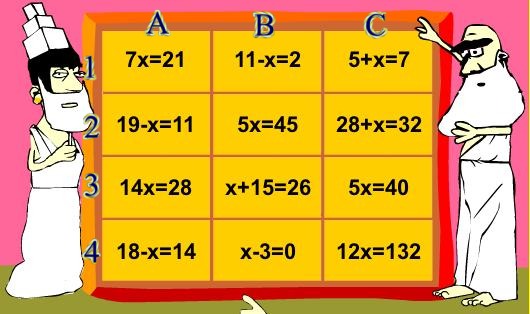 A B C
1 7x=21 11-x=2 5+x=7
2 19-x=11 5x=45 28+x=32
3 14x=28 x+15=26 5x=40
4 18-x=14 x-3=0 12x=132